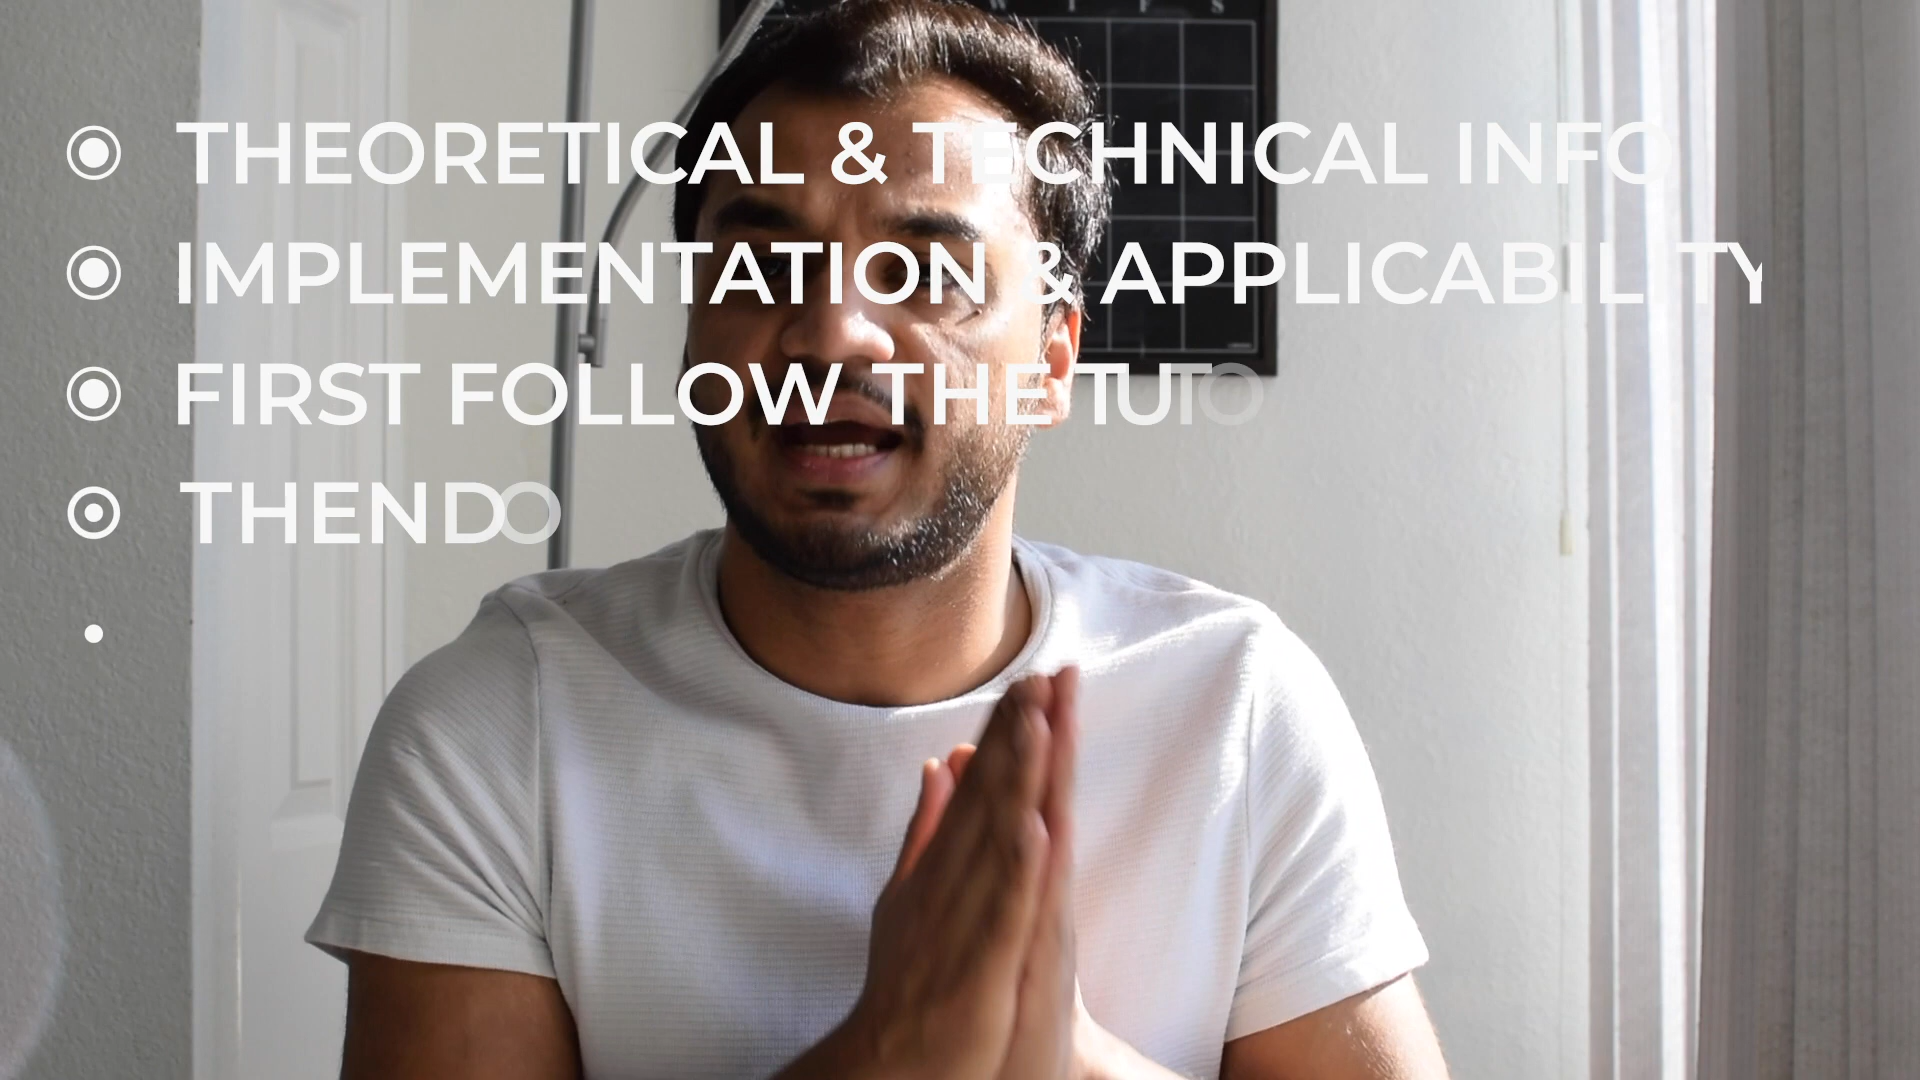 W T F S
THEORETICAL & TECHNICAL INFO
IMPLEMENTATION & APPLICABILITY
FIRST FOLLOW THE TUTO
THEN DO